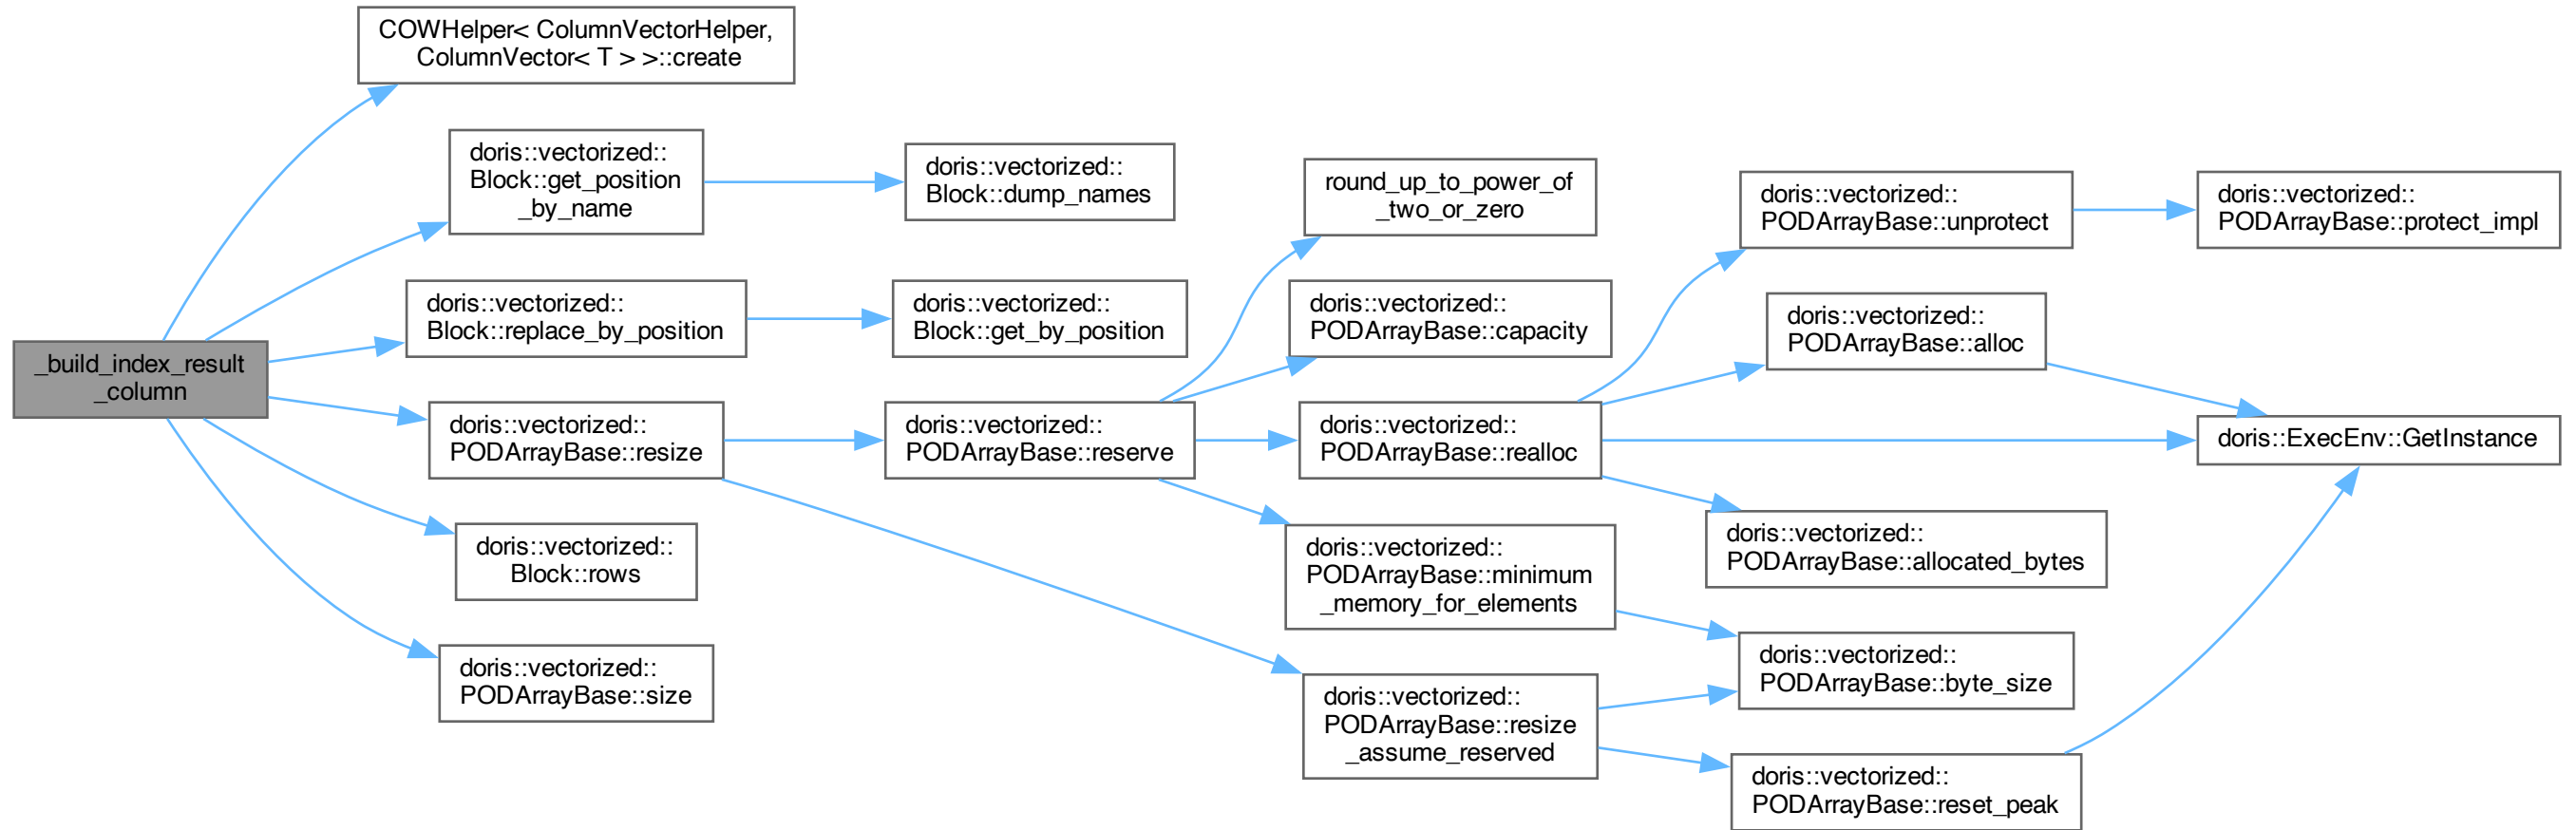 COWHelper< ColumnVectorHelper,
ColumnVector< T > >::create
doris::vectorized::
Block::get_position
_by_name
doris::vectorized::
Block::dump_names
round_up_to_power_of
_two_or_zero
doris::vectorized::
PODArrayBase::unprotect
doris::vectorized::
PODArrayBase::protect_impl
doris::vectorized::
Block::replace_by_position
doris::vectorized::
Block::get_by_position
doris::vectorized::
PODArrayBase::capacity
doris::vectorized::
PODArrayBase::alloc
_build_index_result
_column
doris::vectorized::
PODArrayBase::resize
doris::vectorized::
PODArrayBase::reserve
doris::vectorized::
PODArrayBase::realloc
doris::ExecEnv::GetInstance
doris::vectorized::
Block::rows
doris::vectorized::
PODArrayBase::minimum
_memory_for_elements
doris::vectorized::
PODArrayBase::allocated_bytes
doris::vectorized::
PODArrayBase::size
doris::vectorized::
PODArrayBase::resize
_assume_reserved
doris::vectorized::
PODArrayBase::byte_size
doris::vectorized::
PODArrayBase::reset_peak